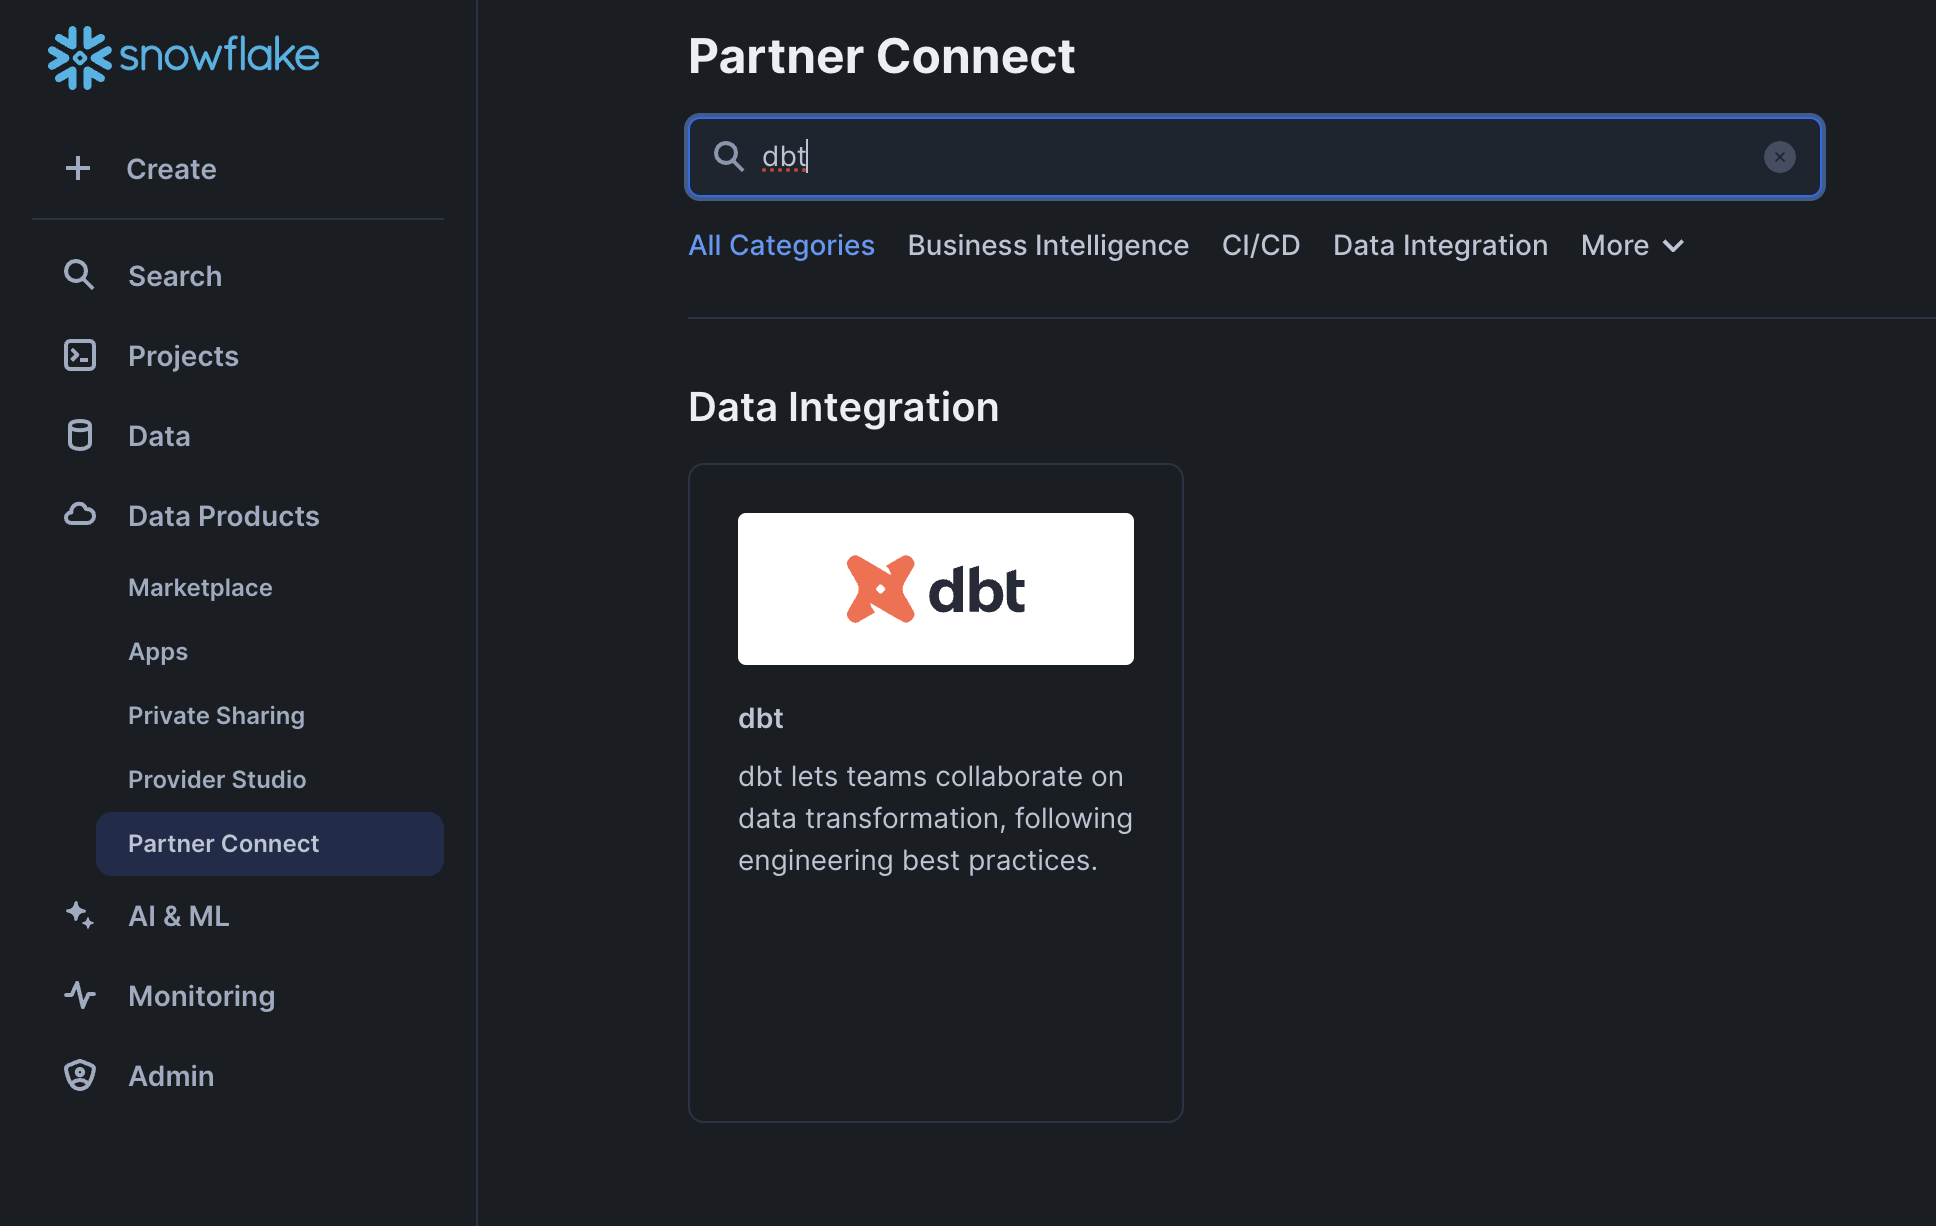 snowflake
Create
Search
Projects
Data
Data Products
Marketplace
Apps
Private Sharing
Provider Studio
Partner Connect
AI & ML
Monitoring
Admin
Partner Connect
dbt
All Categories Business Intelligence CI/CD Data Integration More
Data Integration
dbt
dbt
dbt lets teams collaborate on
data transformation, following
engineering best practices.